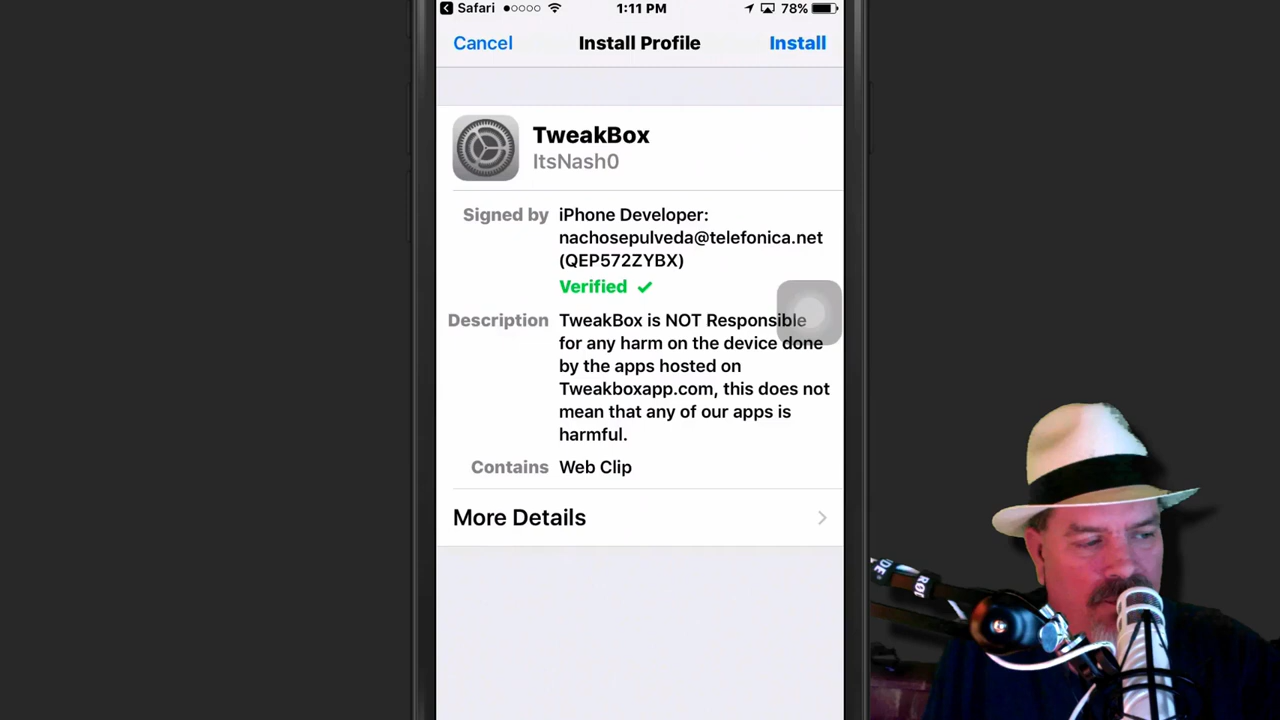 Safari 1:11 PM 78%
Cancel Install Profile Install
TweakBox
ItsNash0
Signed by iPhone Developer:
nachosepulveda@telefonica.net
(QEP572ZYBX)
Verified ✓
Description TweakBox is NOT Responsible
for any harm on the device done
by the apps hosted on
Tweakboxapp.com, this does not
mean that any of our apps is
harmful.
Contains Web Clip
More Details
RØDE